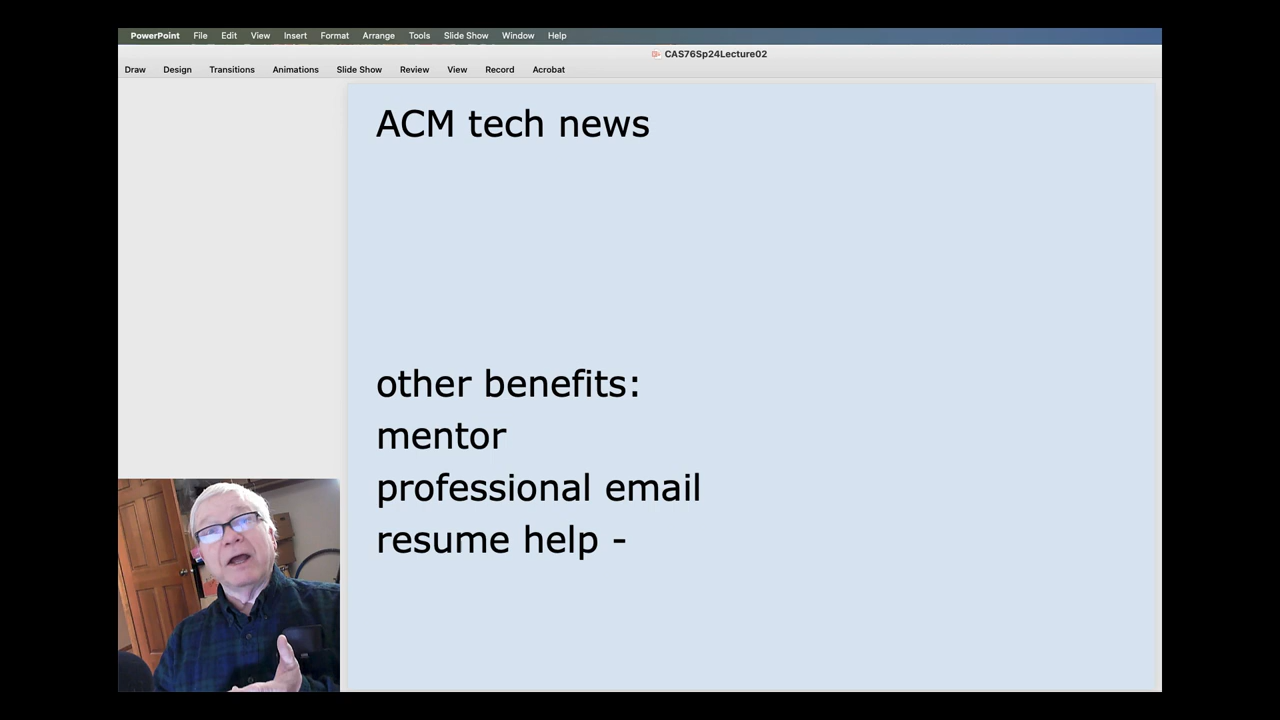 PowerPoint File Edit View Insert Format Arrange Tools Slide Show Window Help
CAS76Sp24Lecture02
Draw Design Transitions Animations Slide Show Review View Record Acrobat
ACM tech news
other benefits:
mentor
professional email
resume help -